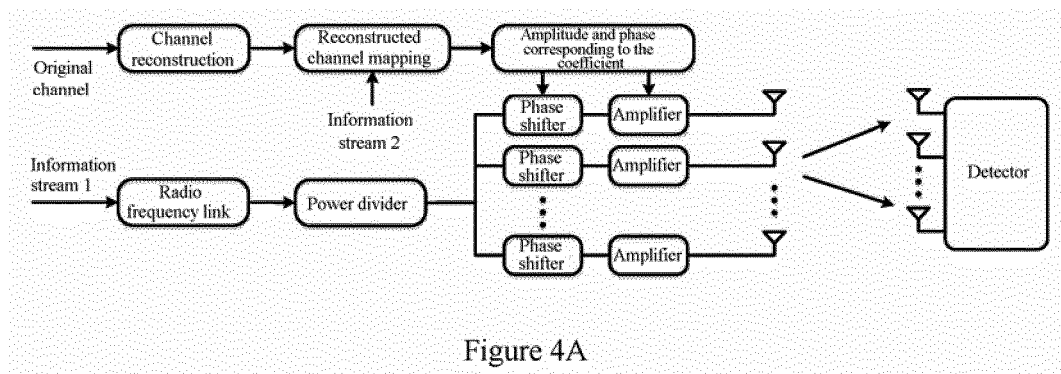 Original
channel
Channel
reconstruction
Reconstructed
channel mapping
Amplitude and phase
corresponding to the
coefficient
Information
stream 2
Information
stream 1
Radio
frequency link
Power divider
Phase
shifter
Amplifier
Phase
shifter
Amplifier
Phase
shifter
Amplifier
Detector
Figure 4A